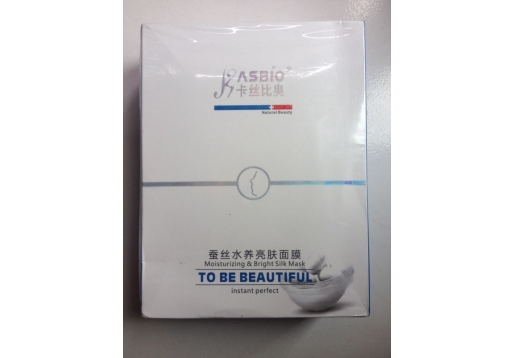 KASBIO
卡丝比奥
Natural Beauty
蚕丝水养亮肤面膜
Moisturizing & Bright Silk Mask
TO BE BEAUTIFUL
instant perfect